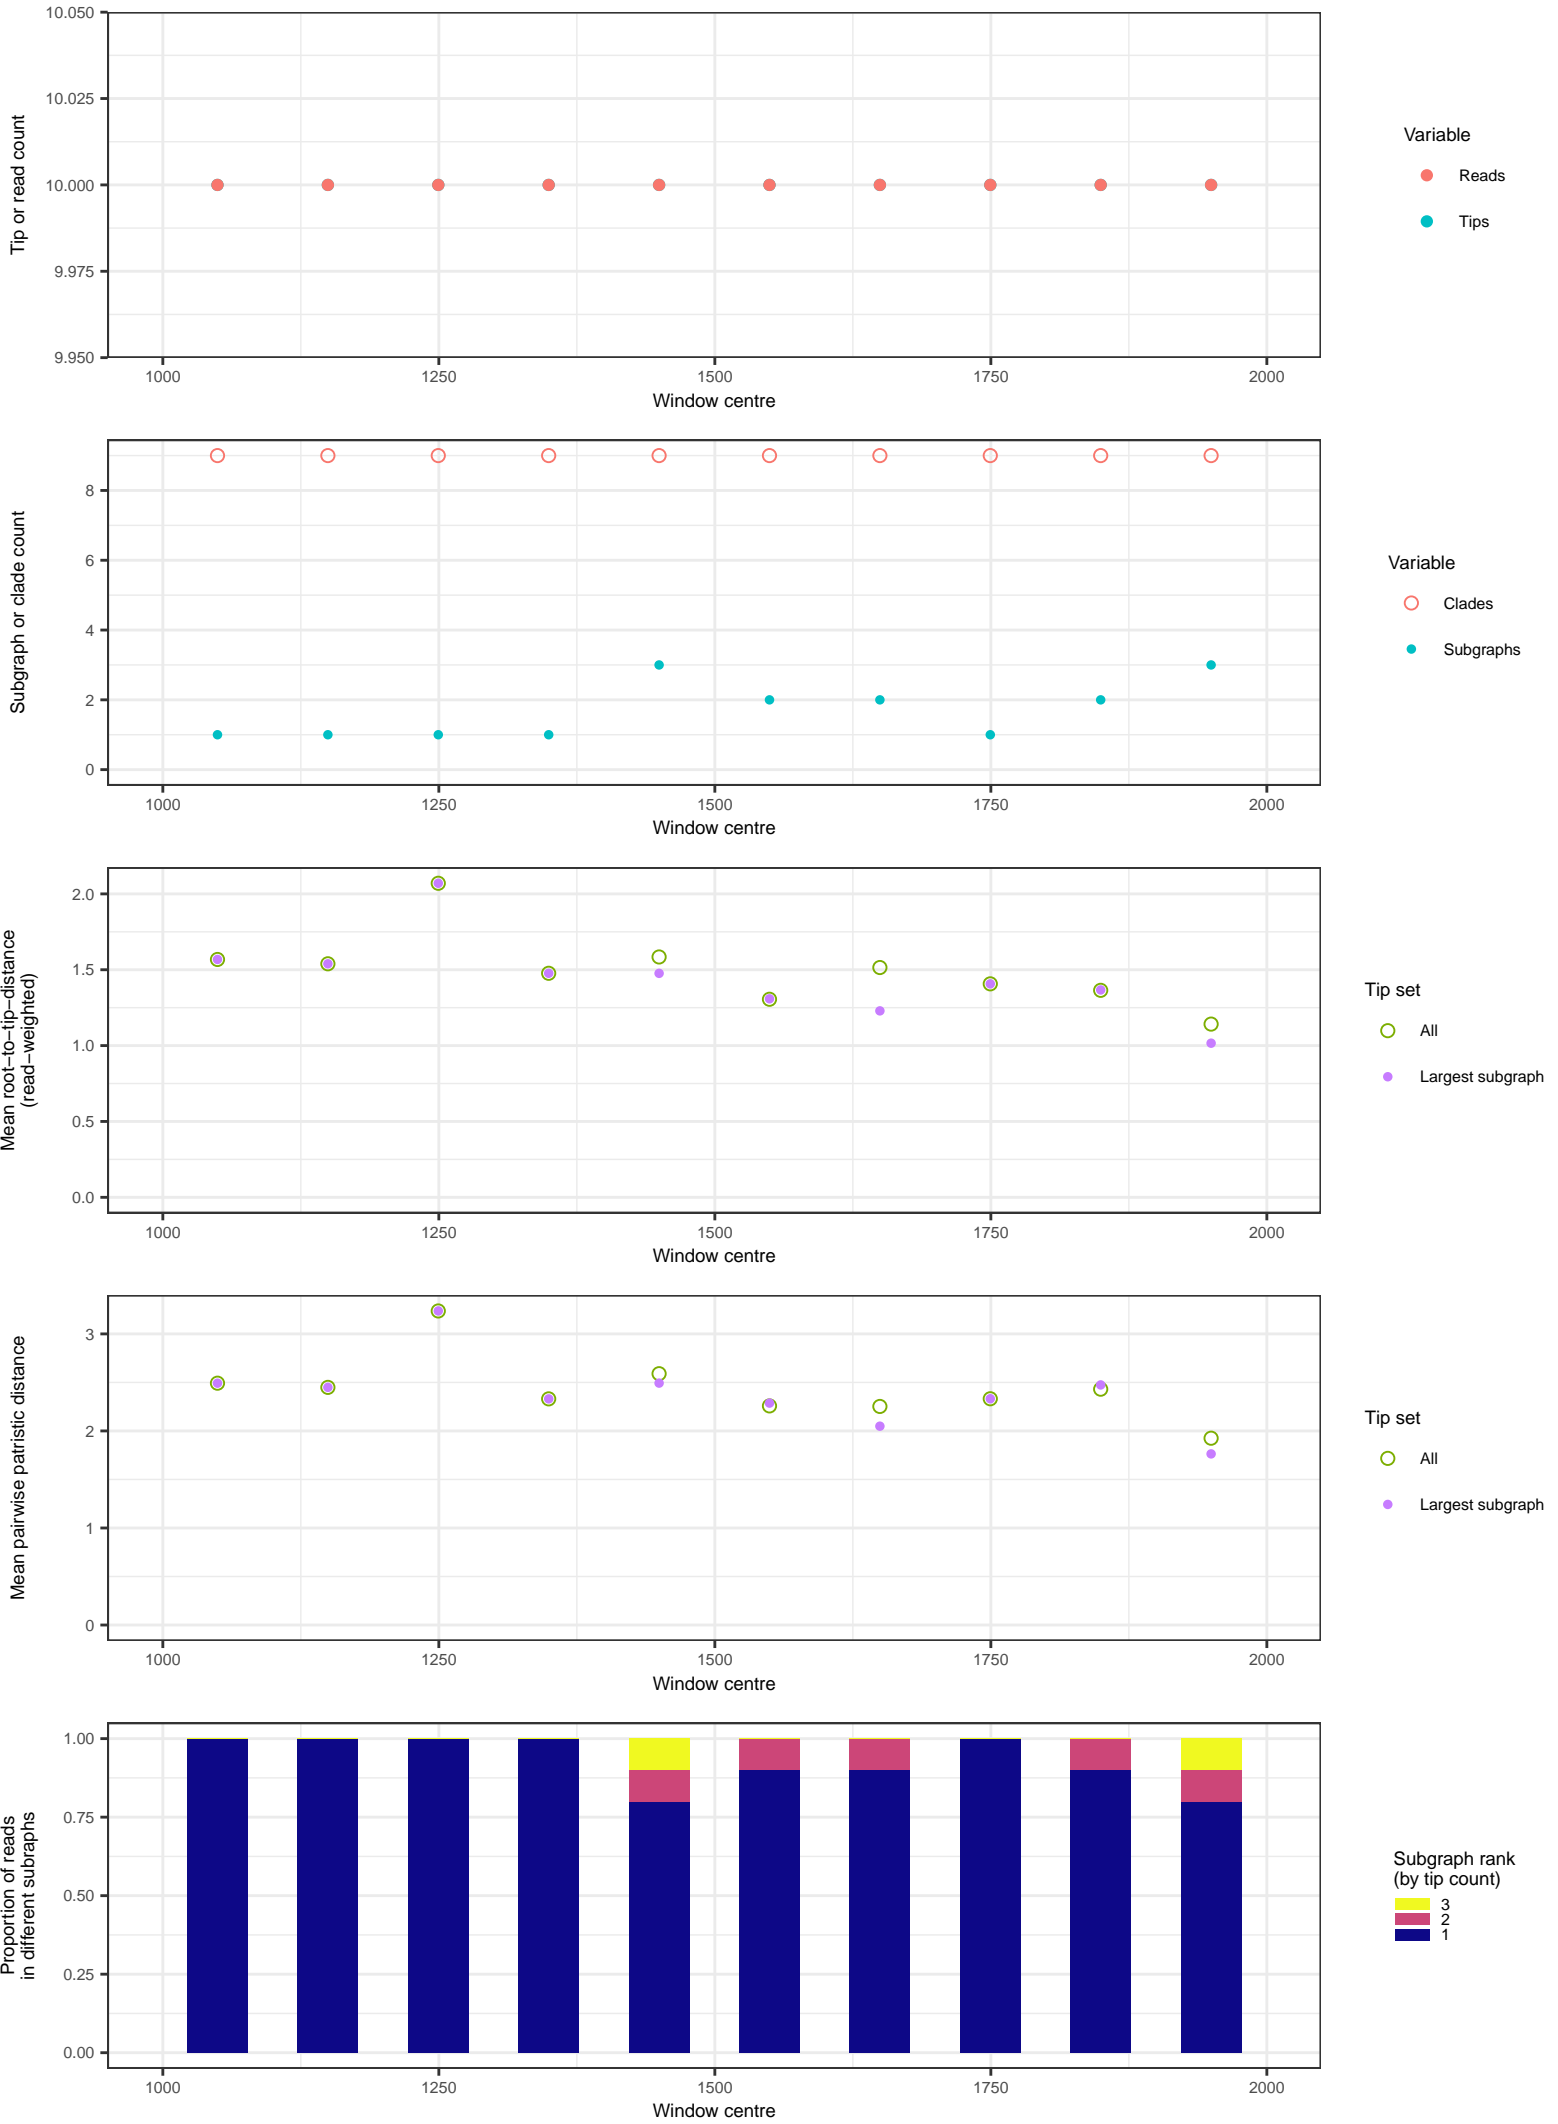 10.050
10.025
10.000
9.975
9.950
Tip or read count
1000 1250 1500 1750 2000
Window centre
Variable
Reads
Tips
8
6
4
2
0
Subgraph or clade count
1000 1250 1500 1750 2000
Window centre
Variable
Clades
Subgraphs
2.0
1.5
1.0
0.5
0.0
Mean root−to−tip−distance
(read−weighted)
1000 1250 1500 1750 2000
Window centre
Tip set
All
Largest subgraph
3
2
1
0
Mean pairwise patristic distance
1000 1250 1500 1750 2000
Window centre
Tip set
All
Largest subgraph
1.00
0.75
0.50
0.25
0.00
Proportion of reads
in different subraphs
1000 1250 1500 1750 2000
Window centre
Subgraph rank
(by tip count)
3
2
1